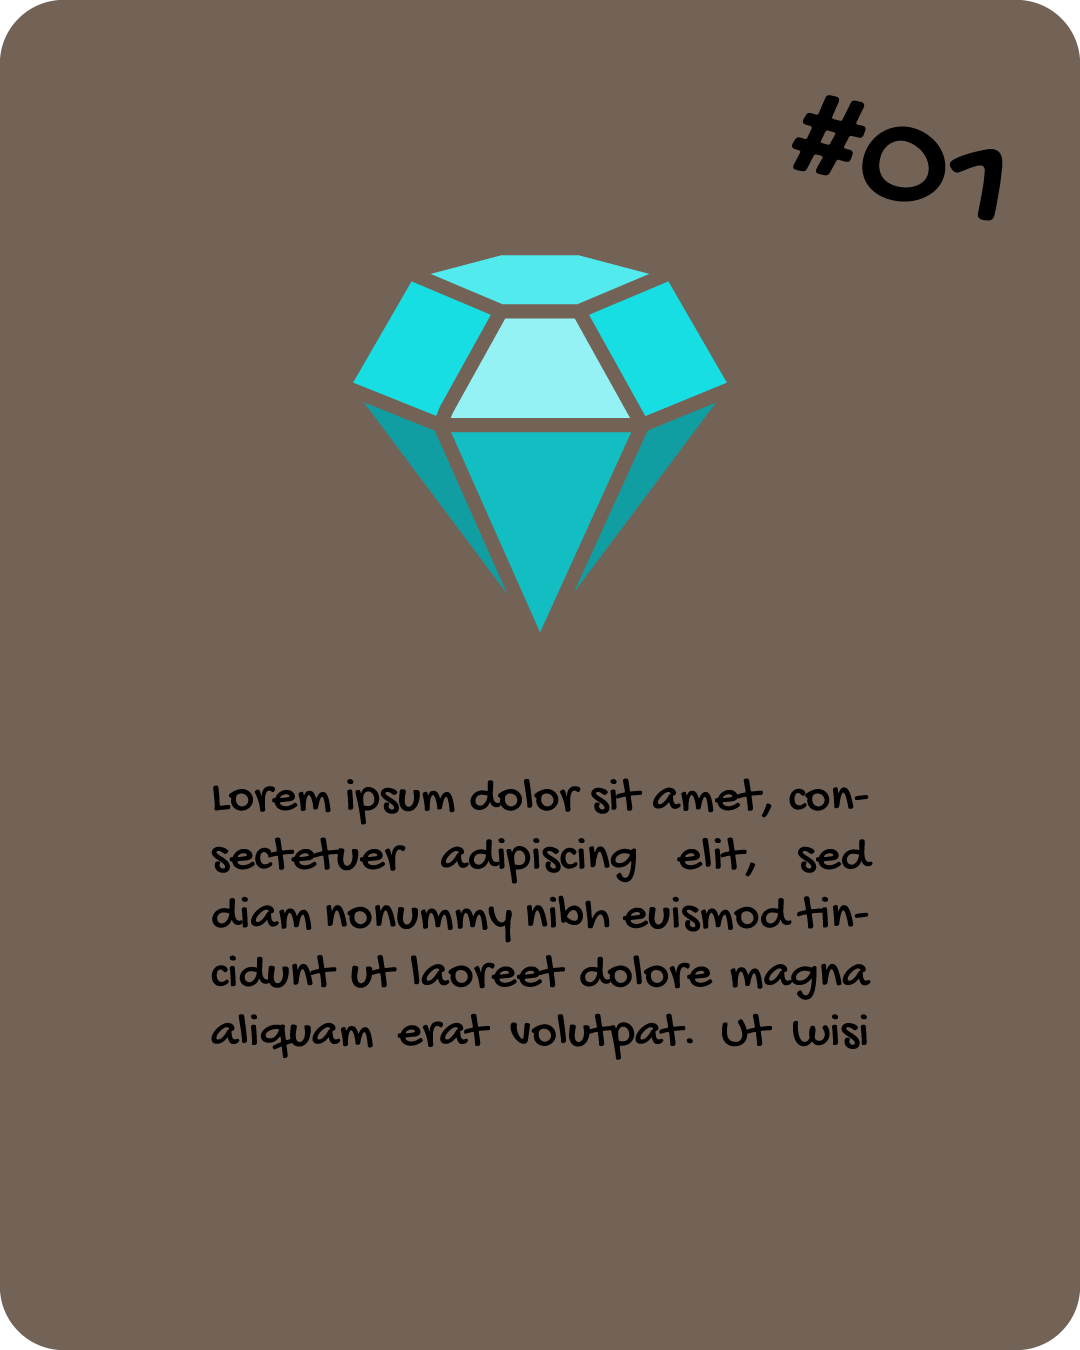 #01
Lorem ipsum dolor sit amet, con-
sectetuer adipiscing elit, sed
diam nonummy nibh euismod tin-
cidunt ut laoreet dolore magna
aliquam erat volutpat. Ut wisi